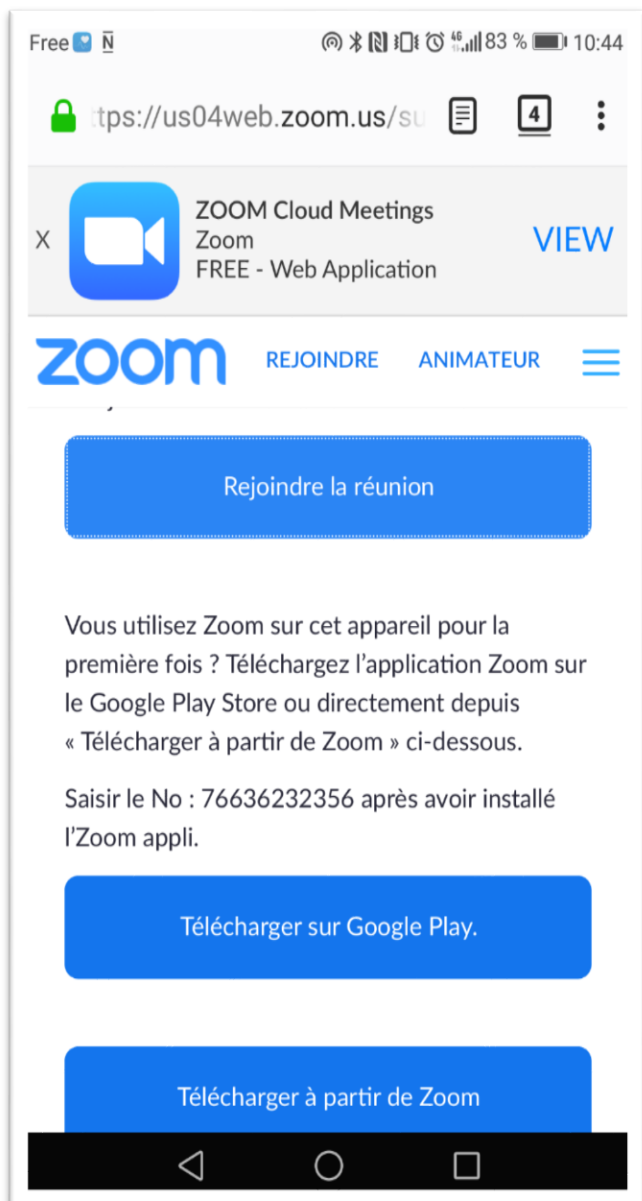 Free N 46 83 % 10:44
ttps://us04web.zoom.us/su 4
ZOOM Cloud Meetings
X Zoom VIEW
FREE - Web Application
zoom REJOINDRE ANIMATEUR
Rejoindre la réunion
Vous utilisez Zoom sur cet appareil pour la
première fois ? Téléchargez l’application Zoom sur
le Google Play Store ou directement depuis
« Télécharger à partir de Zoom » ci-dessous.
Saisir le No : 76636232356 après avoir installé
l’Zoom appli.
Télécharger sur Google Play.
Télécharger à partir de Zoom